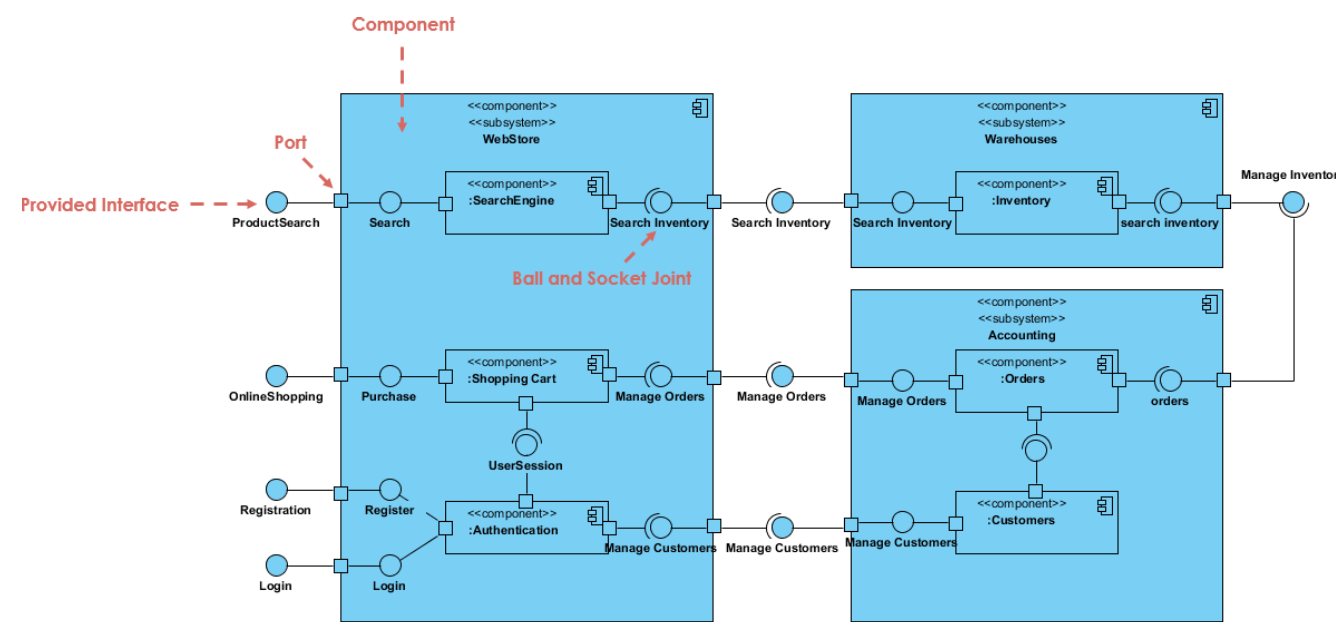 Component
<<component>>
<<subsystem>>
WebStore
<<component>>
<<subsystem>>
Warehouses
Port
Provided Interface
<<component>>
:SearchEngine
<<component>>
:Inventory
Manage Inventor
ProductSearch
Search
Search Inventory
Search Inventory
Search Inventory
search inventory
Ball and Socket Joint
<<component>>
<<subsystem>>
Accounting
<<component>>
:Shopping Cart
<<component>>
:Orders
OnlineShopping
Purchase
Manage Orders
Manage Orders
Manage Orders
orders
UserSession
Registration
Register
<<component>>
:Authentication
<<component>>
:Customers
Manage Customers
Manage Customers
Manage Customers
Login
Login